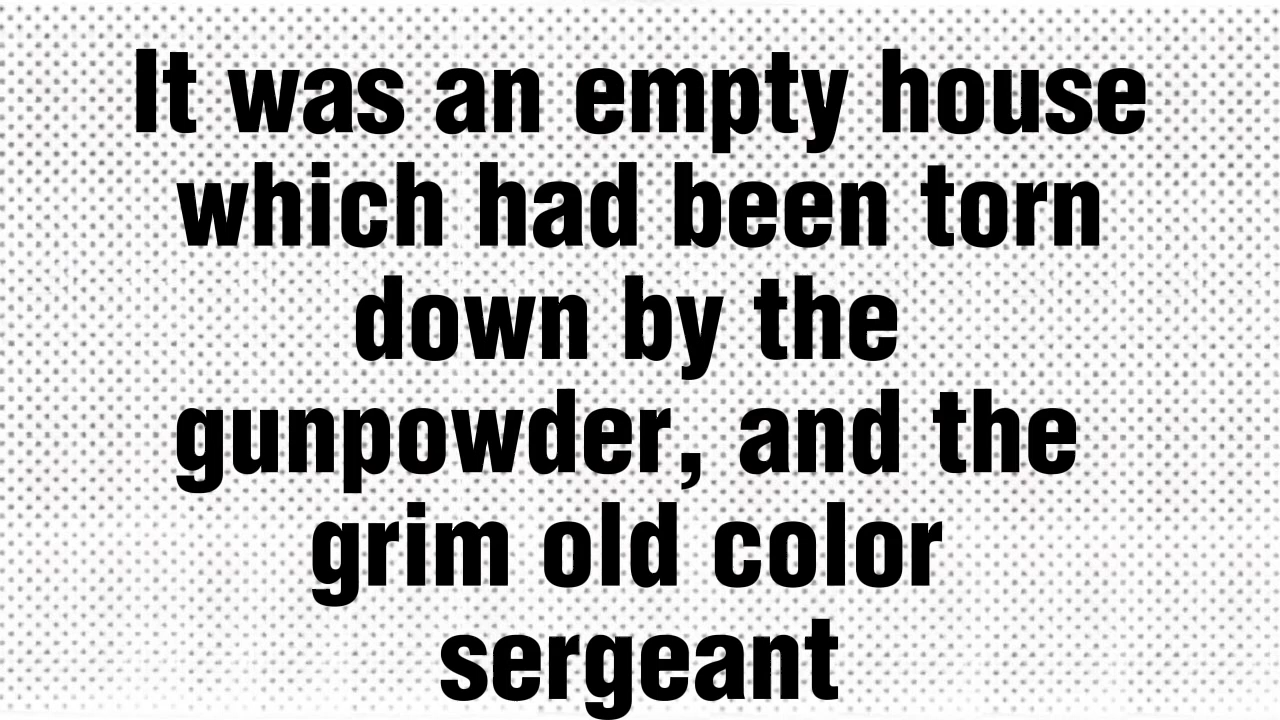 It was an empty house
which had been torn
down by the
gunpowder, and the
grim old color
sergeant